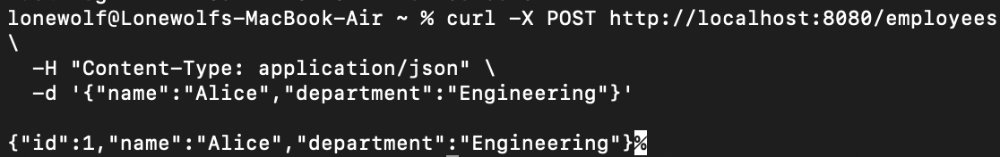 lonewolf@Lonewolfs-MacBook-Air ~ % curl -X POST http://localhost:8080/employees
\
-H "Content-Type: application/json" \
-d '{"name":"Alice","department":"Engineering"}'
{"id":1,"name":"Alice","department":"Engineering"}%